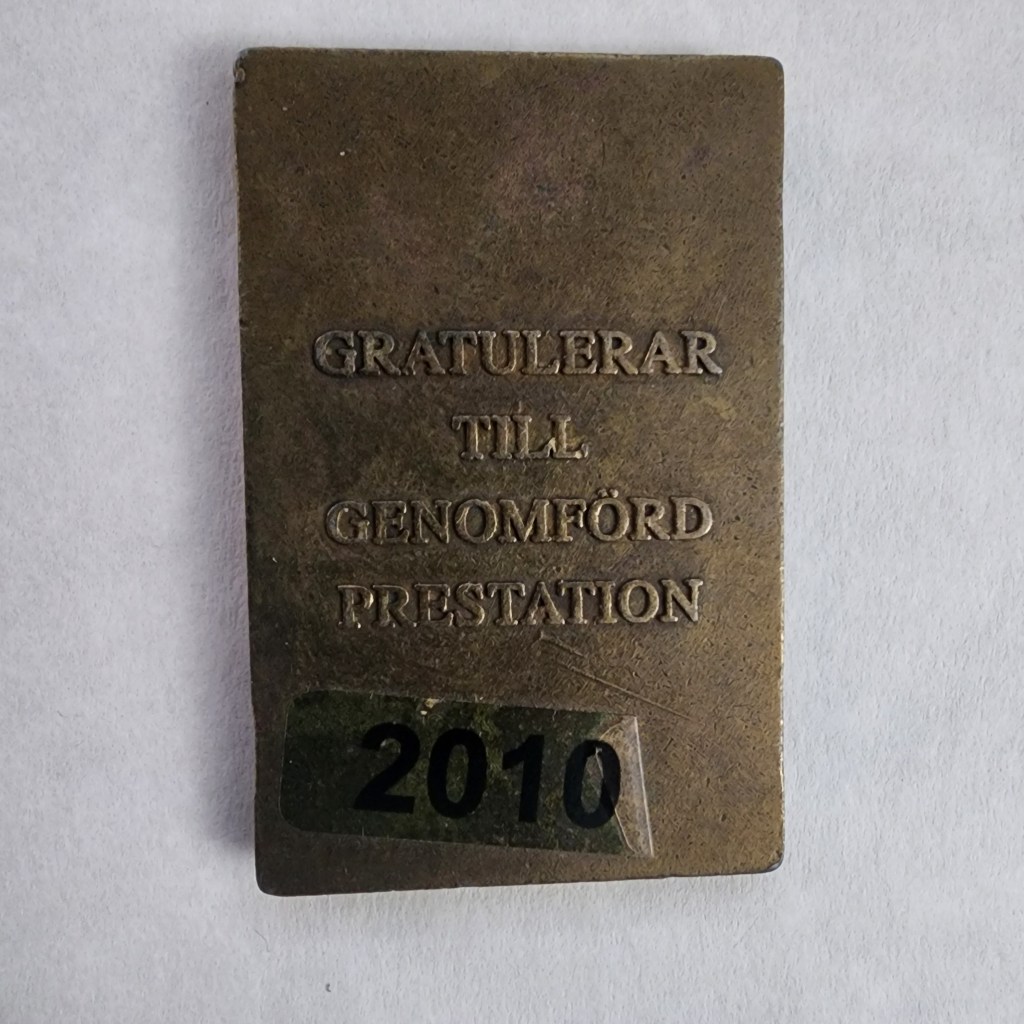 GRATULERAR
TILL
GENOMFÖRD
PRESTATION
2010